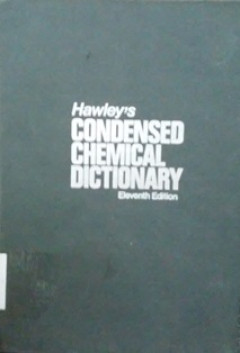 Hawley's
CONDENSED
CHEMICAL
DICTIONARY
Eleventh Edition